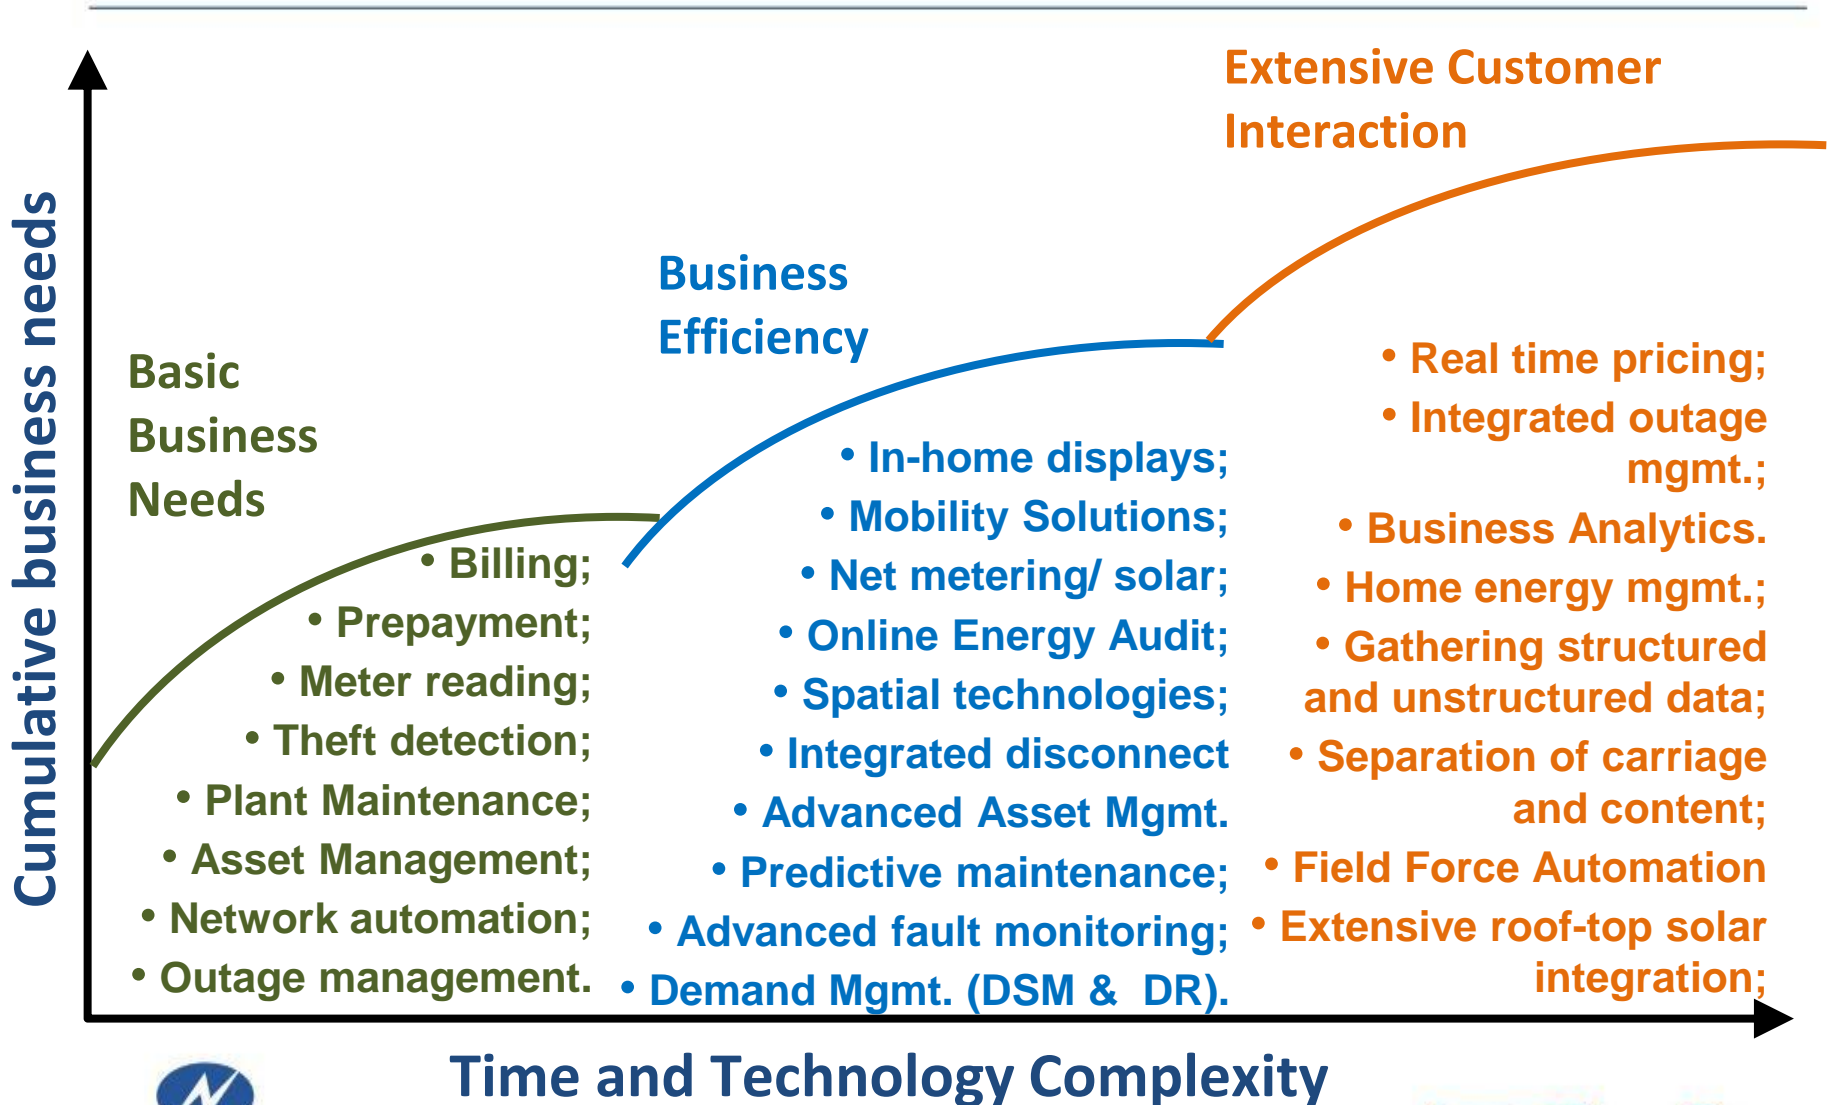 Extensive Customer
Interaction
Business
Efficiency
Basic
Business
Needs
Cumulative business needs
• Billing;
• Prepayment;
• Meter reading;
• Theft detection;
• Plant Maintenance;
• Asset Management;
• Network automation;
• Outage management.
• In-home displays;
• Mobility Solutions;
• Net metering/ solar;
• Online Energy Audit;
• Spatial technologies;
• Integrated disconnect
• Advanced Asset Mgmt.
• Predictive maintenance;
• Advanced fault monitoring;
• Demand Mgmt. (DSM & DR).
• Real time pricing;
• Integrated outage
mgmt.;
• Business Analytics.
• Home energy mgmt.;
• Gathering structured
and unstructured data;
• Separation of carriage
and content;
• Field Force Automation
• Extensive roof-top solar
integration;
Time and Technology Complexity